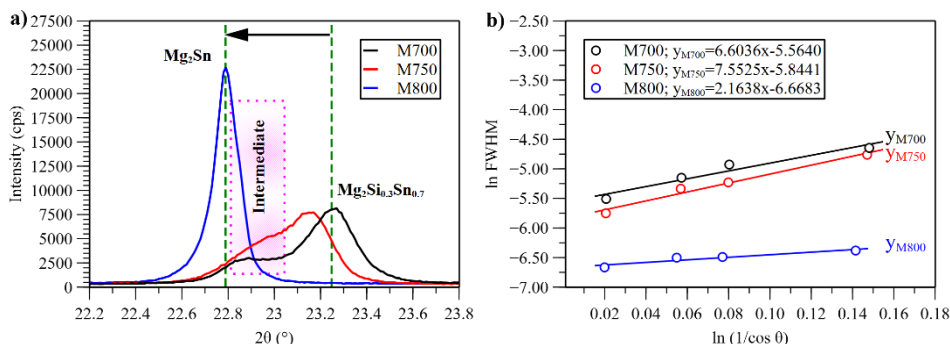 a)
27500
25000
22500
20000
17500
15000
12500
10000
7500
5000
2500
0
Intensity (cps)
Mg₂Sn
M700
M750
M800
Intermediate
Mg₂Si₀.₃Sn₀.₇
22.2 22.4 22.6 22.8 23.0 23.2 23.4 23.6 23.8
2θ (°)
b)
−2.50
−3.00
−3.50
−4.00
−4.50
−5.00
−5.50
−6.00
−6.50
−7.00
ln FWHM
M700; yM700=6.6036x-5.5640
M750; yM750=7.5525x-5.8441
M800; yM800=2.1638x-6.6683
yM700
yM750
yM800
0.02 0.04 0.06 0.08 0.10 0.12 0.14 0.16 0.18
ln (1/cos θ)